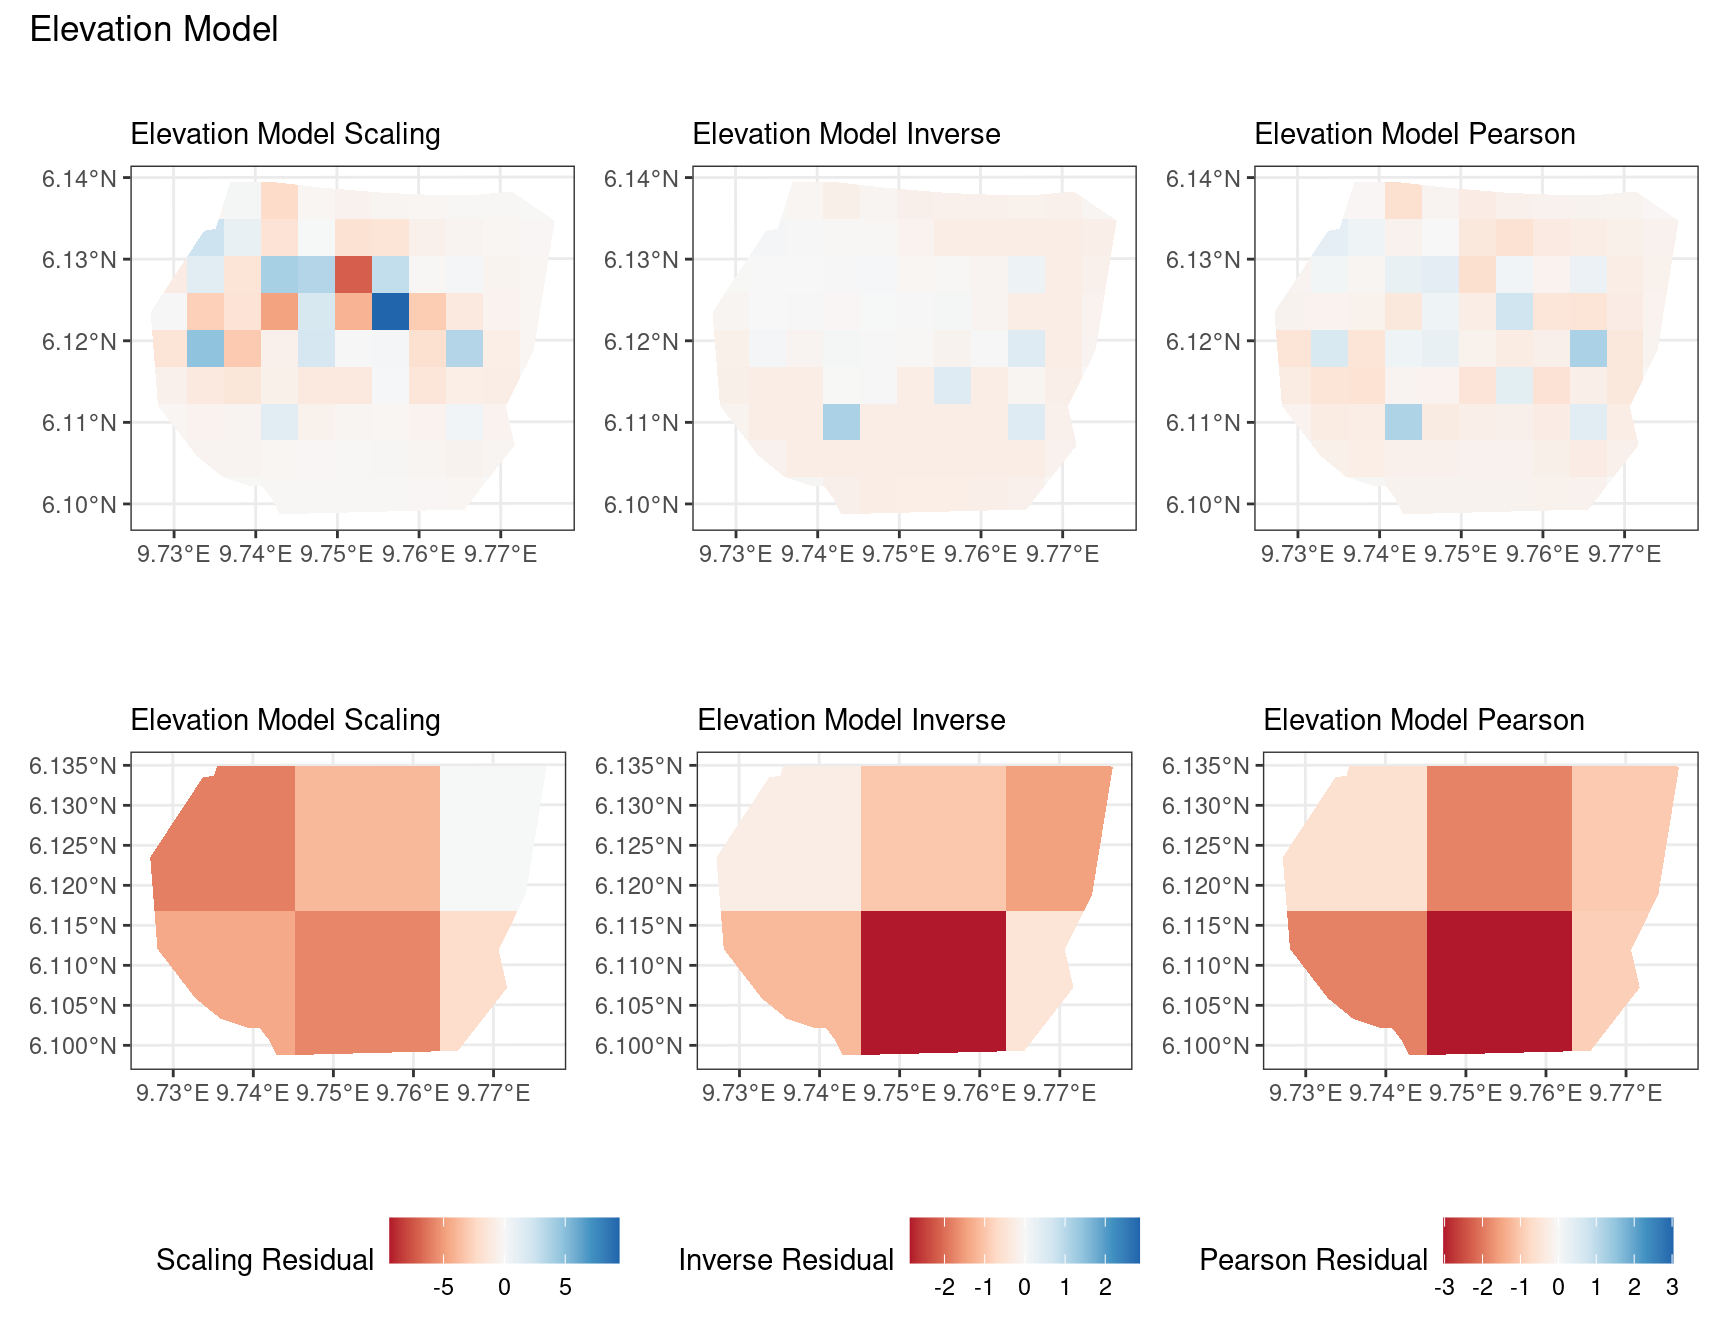 Elevation Model
Elevation Model Scaling
Elevation Model Inverse
Elevation Model Pearson
6.14°N
6.13°N
6.12°N
6.11°N
6.10°N
9.73°E 9.74°E 9.75°E 9.76°E 9.77°E
6.14°N
6.13°N
6.12°N
6.11°N
6.10°N
9.73°E 9.74°E 9.75°E 9.76°E 9.77°E
6.14°N
6.13°N
6.12°N
6.11°N
6.10°N
9.73°E 9.74°E 9.75°E 9.76°E 9.77°E
Elevation Model Scaling
Elevation Model Inverse
Elevation Model Pearson
6.135°N
6.130°N
6.125°N
6.120°N
6.115°N
6.110°N
6.105°N
6.100°N
9.73°E 9.74°E 9.75°E 9.76°E 9.77°E
6.135°N
6.130°N
6.125°N
6.120°N
6.115°N
6.110°N
6.105°N
6.100°N
9.73°E 9.74°E 9.75°E 9.76°E 9.77°E
6.135°N
6.130°N
6.125°N
6.120°N
6.115°N
6.110°N
6.105°N
6.100°N
9.73°E 9.74°E 9.75°E 9.76°E 9.77°E
Scaling Residual
-5 0 5
Inverse Residual
-2 -1 0 1 2
Pearson Residual
-3 -2 -1 0 1 2 3